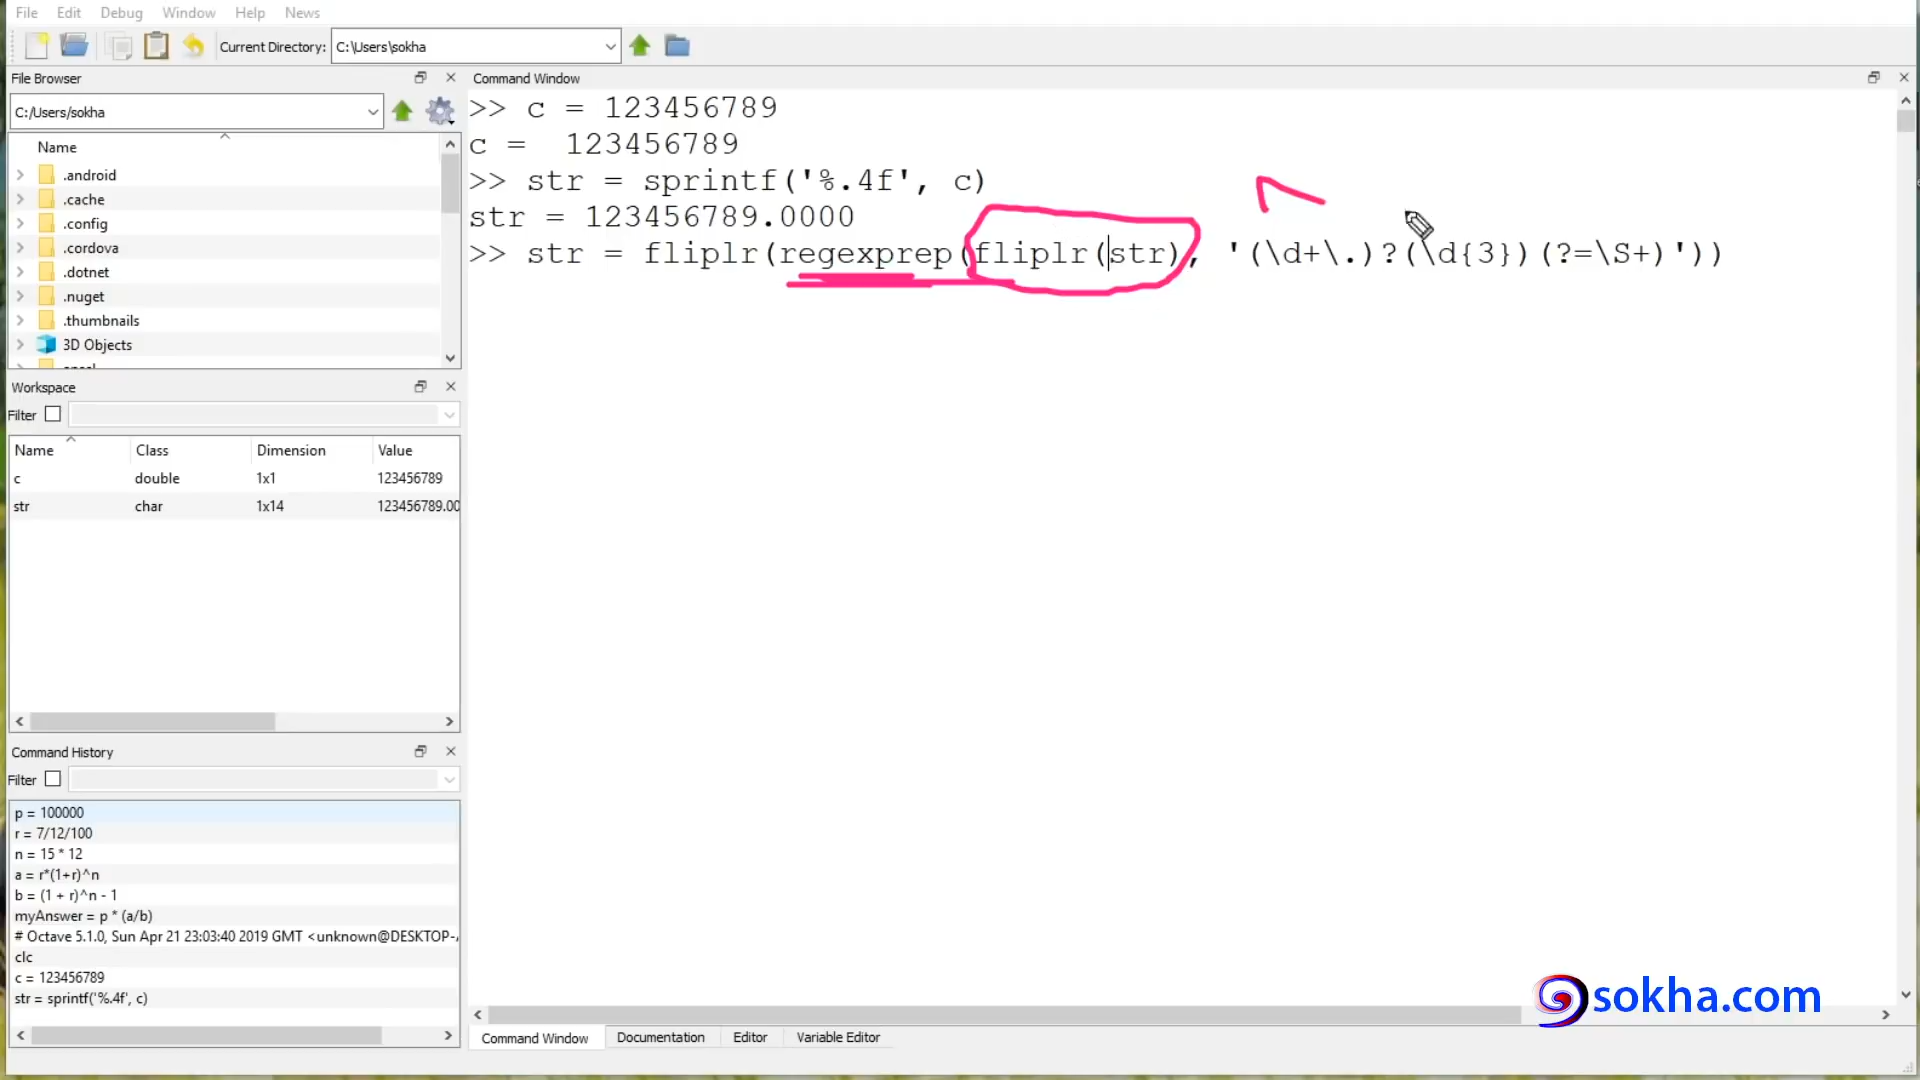 File Edit Debug Window Help News
Current Directory: C:\Users\sokha
File Browser
C:/Users/sokha
Name
.android
.cache
.config
.cordova
.dotnet
.nuget
.thumbnails
3D Objects
Workspace
Filter
Name Class Dimension Value
c double 1x1 123456789
str char 1x14 123456789.00
Command History
Filter
p = 100000
r = 7/12/100
n = 15 * 12
a = r*(1+r)^n
b = (1 + r)^n - 1
myAnswer = p * (a/b)
# Octave 5.1.0, Sun Apr 21 23:03:40 2019 GMT <unknown@DESKTOP-
clc
c = 123456789
str = sprintf('%.4f', c)
Command Window
>> c = 123456789
c = 123456789
>> str = sprintf('%.4f', c)
str = 123456789.0000
>> str = fliplr(regexprep(fliplr(str), '(\d+\.)?(\d{3})(?=\S+)'))
Command Window Documentation Editor Variable Editor
sokha.com